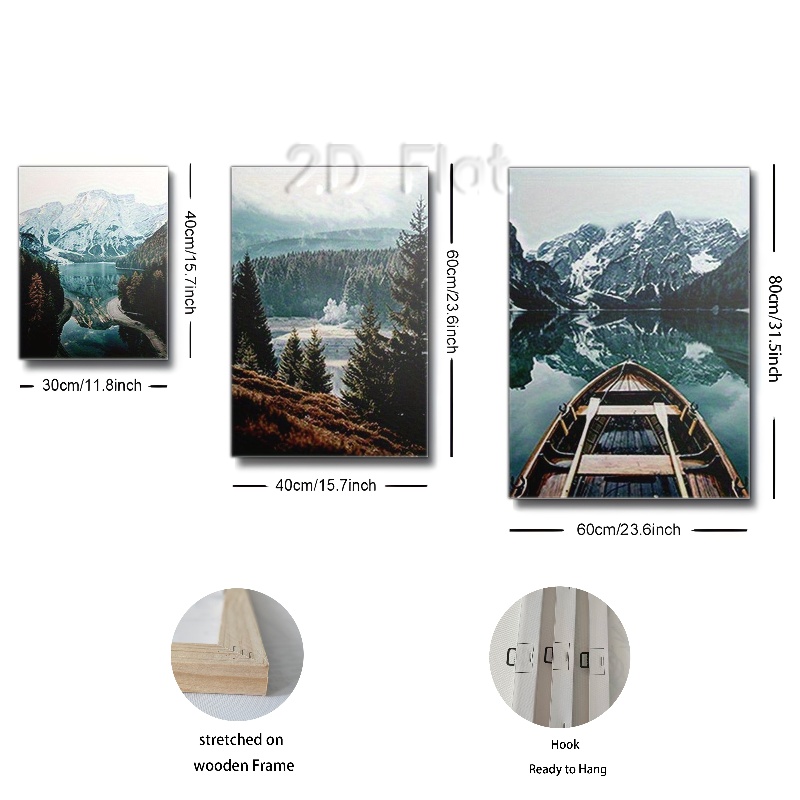 2D Flat
40cm/15.7inch
30cm/11.8inch
60cm/23.6inch
40cm/15.7inch
80cm/31.5inch
60cm/23.6inch
stretched on
wooden Frame
Hook
Ready to Hang